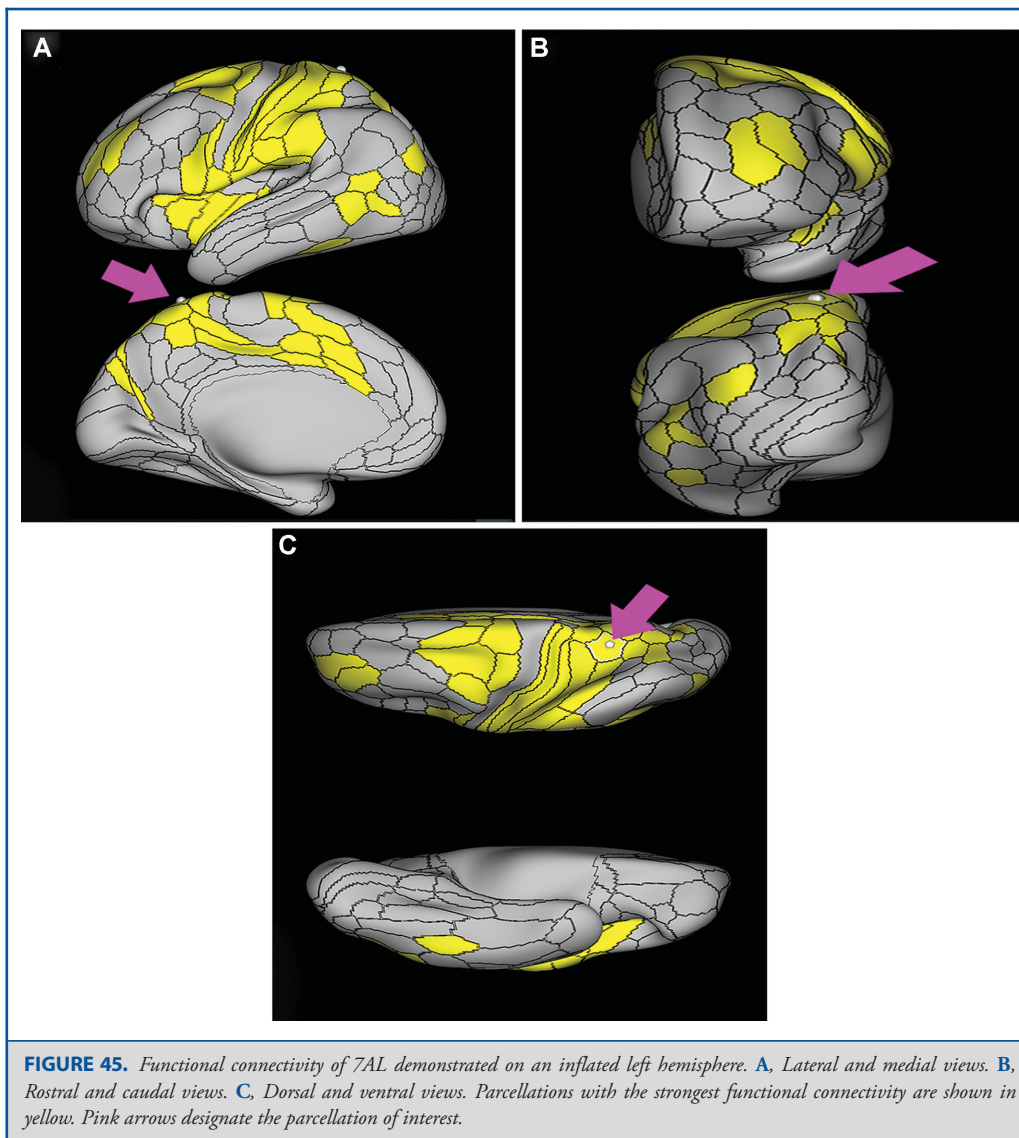 A
B
C
FIGURE 45. Functional connectivity of 7AL demonstrated on an inflated left hemisphere. A, Lateral and medial views. B,
Rostral and caudal views. C, Dorsal and ventral views. Parcellations with the strongest functional connectivity are shown in
yellow. Pink arrows designate the parcellation of interest.